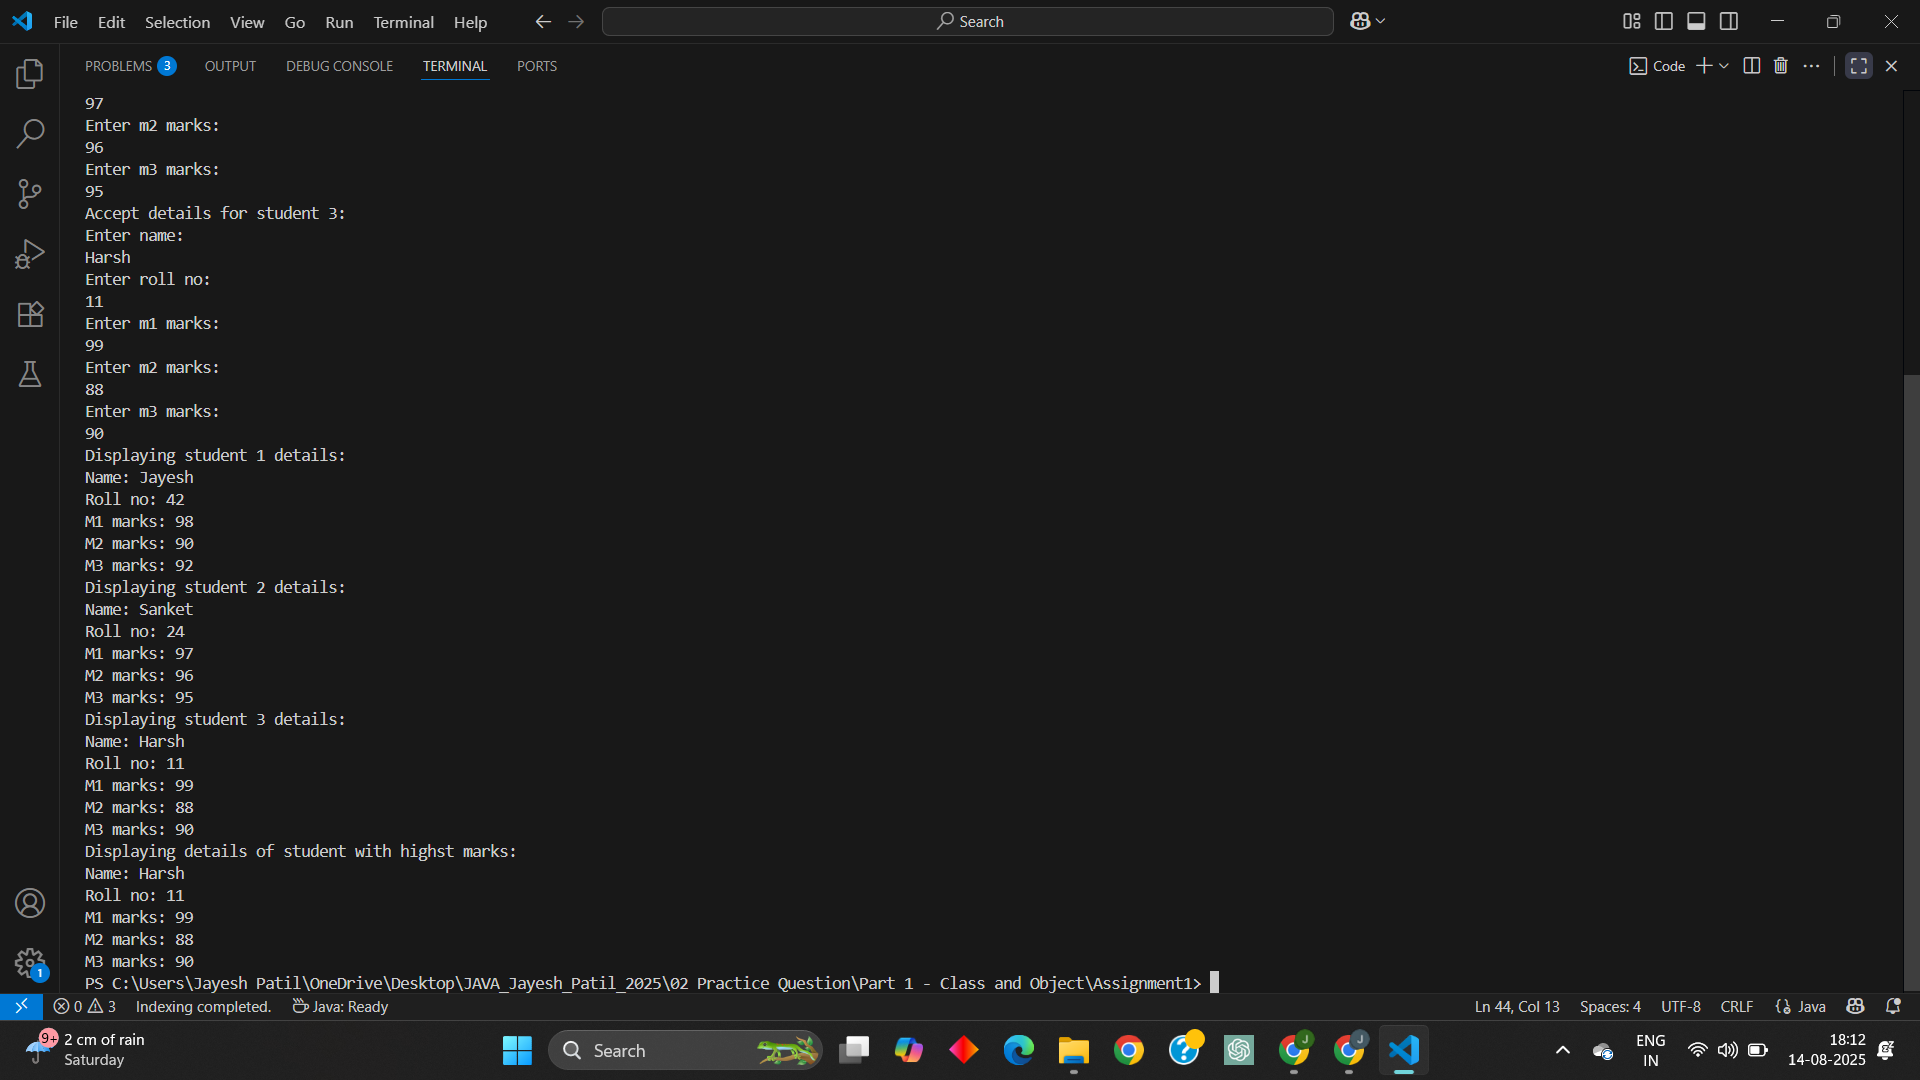 File Edit Selection View Go Run Terminal Help
Search
PROBLEMS 3 OUTPUT DEBUG CONSOLE TERMINAL PORTS
Code
97
Enter m2 marks:
96
Enter m3 marks:
95
Accept details for student 3:
Enter name:
Harsh
Enter roll no:
11
Enter m1 marks:
99
Enter m2 marks:
88
Enter m3 marks:
90
Displaying student 1 details:
Name: Jayesh
Roll no: 42
M1 marks: 98
M2 marks: 90
M3 marks: 92
Displaying student 2 details:
Name: Sanket
Roll no: 24
M1 marks: 97
M2 marks: 96
M3 marks: 95
Displaying student 3 details:
Name: Harsh
Roll no: 11
M1 marks: 99
M2 marks: 88
M3 marks: 90
Displaying details of student with highst marks:
Name: Harsh
Roll no: 11
M1 marks: 99
M2 marks: 88
M3 marks: 90
PS C:\Users\Jayesh Patil\OneDrive\Desktop\JAVA_Jayesh_Patil_2025\02 Practice Question\Part 1 - Class and Object\Assignment1>
1
0 3 Indexing completed. Java: Ready
Ln 44, Col 13 Spaces: 4 UTF-8 CRLF Java
9+
2 cm of rain
Saturday
Search
J
J
ENG
IN
18:12
14-08-2025